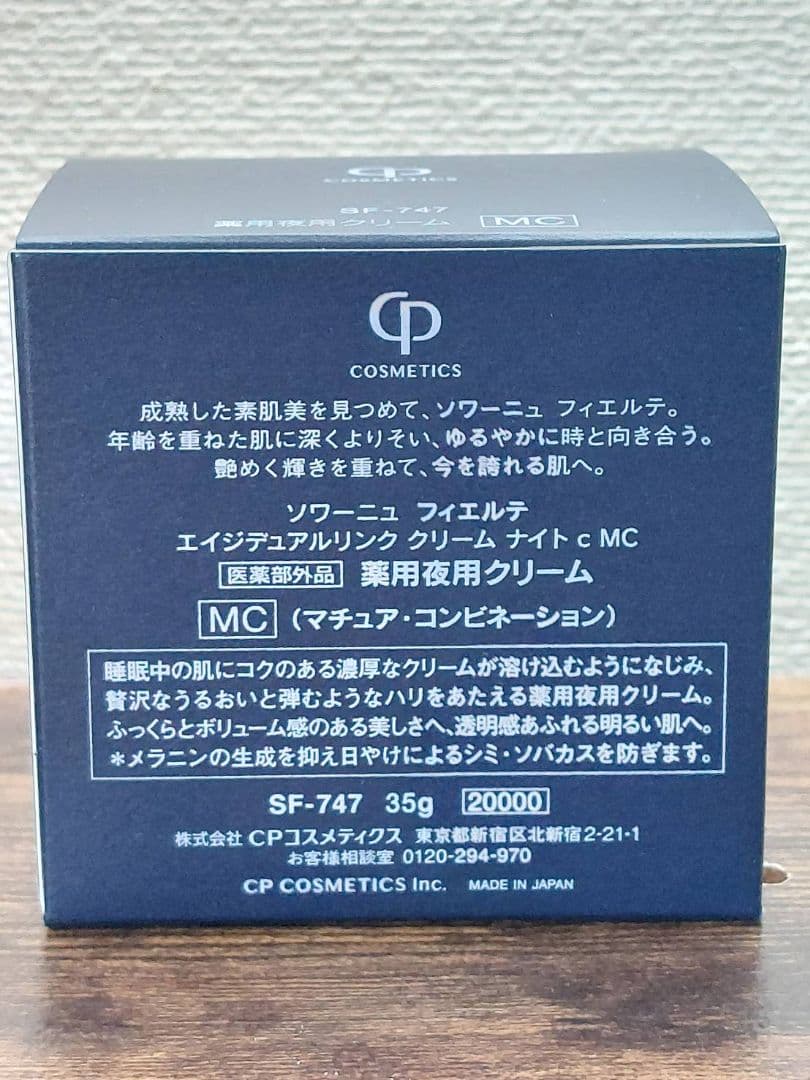 CP
COSMETICS
SF-747
薬用夜用クリーム MC
CP
COSMETICS
成熟した素肌美を見つめて、ソワーニュ フィエルテ。
年齢を重ねた肌に深くよりそい、ゆるやかに時と向き合う。
艶めく輝きを重ねて、今を誇れる肌へ。
ソワーニュ フィエルテ
エイジデュアルリンク クリーム ナイト c MC
医薬部外品 薬用夜用クリーム
MC (マチュア・コンビネーション)
睡眠中の肌にコクのある濃厚なクリームが溶け込むようになじみ、
贅沢なうるおいと弾むようなハリをあたえる薬用夜用クリーム。
ふっくらとボリューム感のある美しさへ、透明感あふれる明るい肌へ。
*メラニンの生成を抑え日やけによるシミ・ソバカスを防ぎます。
SF-747 35g 20000
株式会社 CPコスメティクス 東京都新宿区北新宿2-21-1
お客様相談室 0120-294-970
CP COSMETICS Inc. MADE IN JAPAN